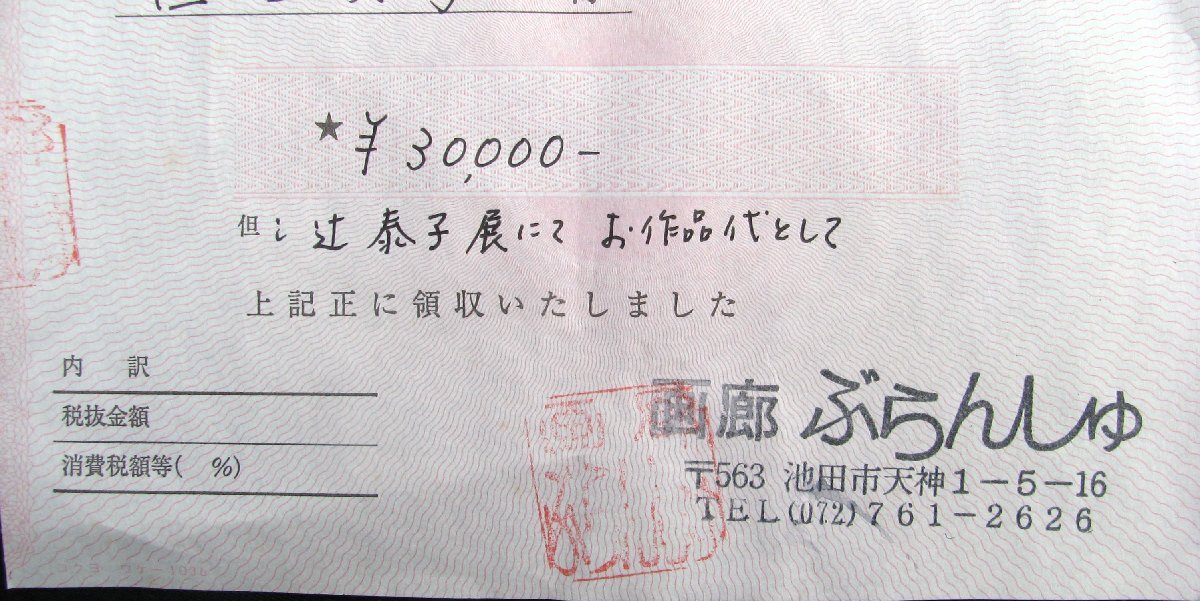 ★￥30,000-
但し 辻 泰子 展にて お作品代として
上記正に領収いたしました
内 訳
税抜金額
消費税額等( %)
画廊 ぶらんしゅ
〒563 池田市天神1-5-16
TEL(072)761-2626